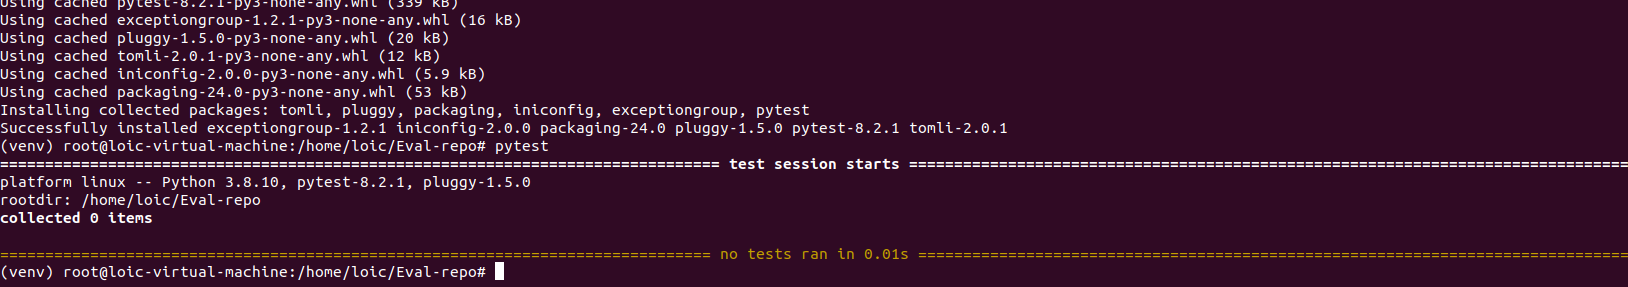 Using cached pytest-8.2.1-py3-none-any.whl (339 kB)
Using cached exceptiongroup-1.2.1-py3-none-any.whl (16 kB)
Using cached pluggy-1.5.0-py3-none-any.whl (20 kB)
Using cached tomli-2.0.1-py3-none-any.whl (12 kB)
Using cached iniconfig-2.0.0-py3-none-any.whl (5.9 kB)
Using cached packaging-24.0-py3-none-any.whl (53 kB)
Installing collected packages: tomli, pluggy, packaging, iniconfig, exceptiongroup, pytest
Successfully installed exceptiongroup-1.2.1 iniconfig-2.0.0 packaging-24.0 pluggy-1.5.0 pytest-8.2.1 tomli-2.0.1
(venv) root@loic-virtual-machine:/home/loic/Eval-repo# pytest
================================================================================ test session starts ================================================================================
platform linux -- Python 3.8.10, pytest-8.2.1, pluggy-1.5.0
rootdir: /home/loic/Eval-repo
collected 0 items
=============================================================================== no tests ran in 0.01s ===============================================================================
(venv) root@loic-virtual-machine:/home/loic/Eval-repo#